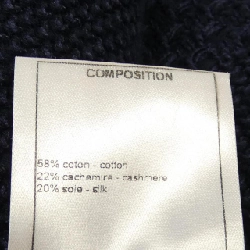 COMPOSITION
58% coton - cotton
22% cachemire - cashmere
20% soie - silk